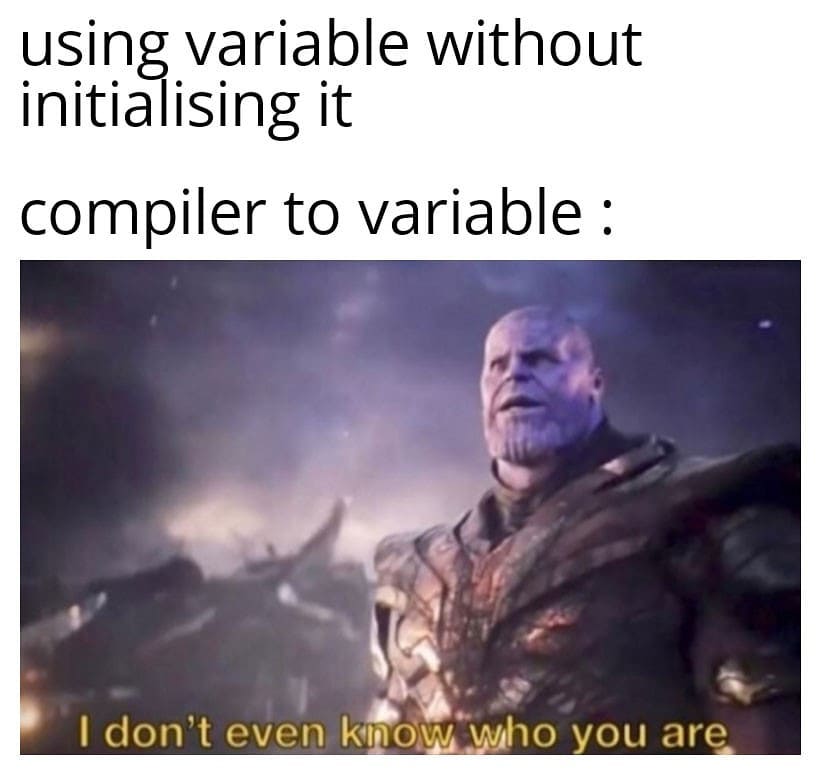 using variable without
initialising it
compiler to variable :
I don't even know who you are